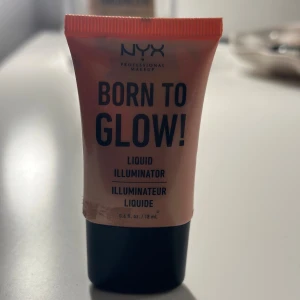 NYX
PROFESSIONAL MAKEUP
BORN TO
GLOW!
LIQUID
ILLUMINATOR
ILLUMINATEUR
LIQUIDE